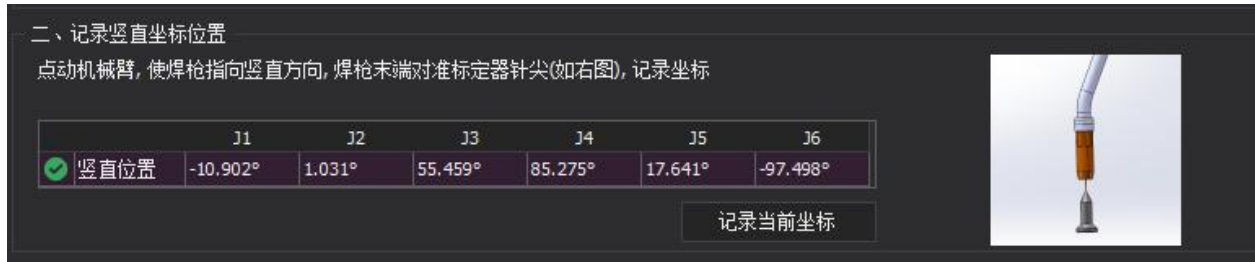 二、记录竖直坐标位置
点动机械臂, 使焊枪指向竖直方向, 焊枪末端对准标定器针尖(如右图), 记录坐标
J1 J2 J3 J4 J5 J6
竖直位置 -10.902° 1.031° 55.459° 85.275° 17.641° -97.498°
记录当前坐标